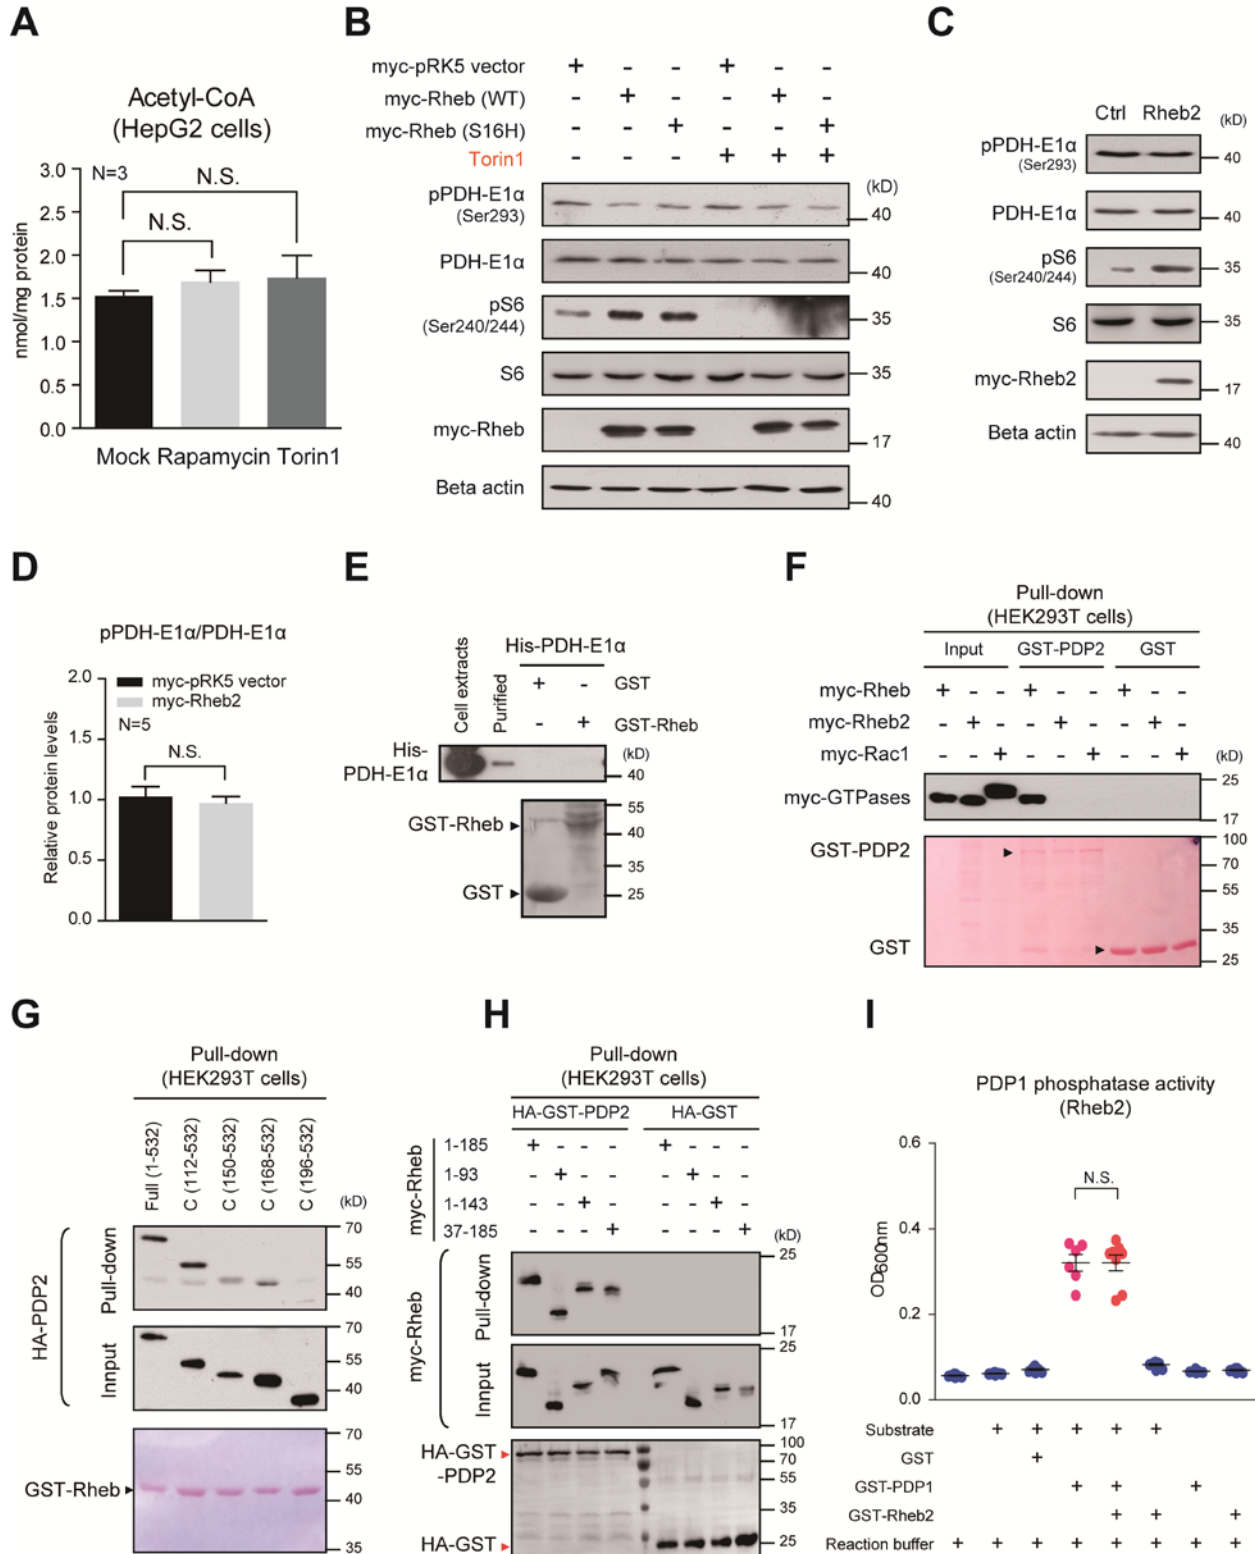 A
Acetyl-CoA
(HepG2 cells)
nmol/mg protein
3.0
2.5
2.0
1.5
1.0
0.5
0.0
N=3
N.S.
N.S.
Mock Rapamycin Torin1
B
myc-pRK5 vector + - - + - -
myc-Rheb (WT) - + - - + -
myc-Rheb (S16H) - - + - - +
Torin1 - - - + + +
(kD)
pPDH-E1α
(Ser293)
40
PDH-E1α
40
pS6
(Ser240/244)
35
S6
35
myc-Rheb
17
Beta actin
40
C
Ctrl Rheb2
(kD)
pPDH-E1α
(Ser293)
40
PDH-E1α
40
pS6
(Ser240/244)
35
S6
35
myc-Rheb2
17
Beta actin
40
D
pPDH-E1α/PDH-E1α
Relative protein levels
2.0
1.5
1.0
0.5
0.0
myc-pRK5 vector
myc-Rheb2
N=5
N.S.
E
Cell extracts
Purified
His-PDH-E1α
+ - GST
- + GST-Rheb
(kD)
His-
PDH-E1α
40
55
GST-Rheb
40
35
GST
25
F
Pull-down
(HEK293T cells)
Input GST-PDP2 GST
myc-Rheb + - - + - - + - -
myc-Rheb2 - + - - + - - + -
myc-Rac1 - - + - - + - - +
(kD)
25
myc-GTPases
17
100
GST-PDP2
70
55
35
GST
25
G
Pull-down
(HEK293T cells)
Full (1-532)
C (112-532)
C (150-532)
C (168-532)
C (196-532)
(kD)
HA-PDP2
Pull-down
70
55
40
Innput
70
55
40
70
55
GST-Rheb
40
35
H
Pull-down
(HEK293T cells)
HA-GST-PDP2 HA-GST
myc-Rheb
1-185 + - - - + - - -
1-93 - + - - - + - -
1-143 - - + - - - + -
37-185 - - - + - - - +
(kD)
myc-Rheb
Pull-down
25
17
Innput
25
17
HA-GST
-PDP2
100
70
55
35
HA-GST
25
I
PDP1 phosphatase activity
(Rheb2)
OD600nm
0.6
0.4
0.2
0.0
N.S.
Substrate + + + + +
GST +
GST-PDP1 + + +
GST-Rheb2 + + +
Reaction buffer + + + + + + + +